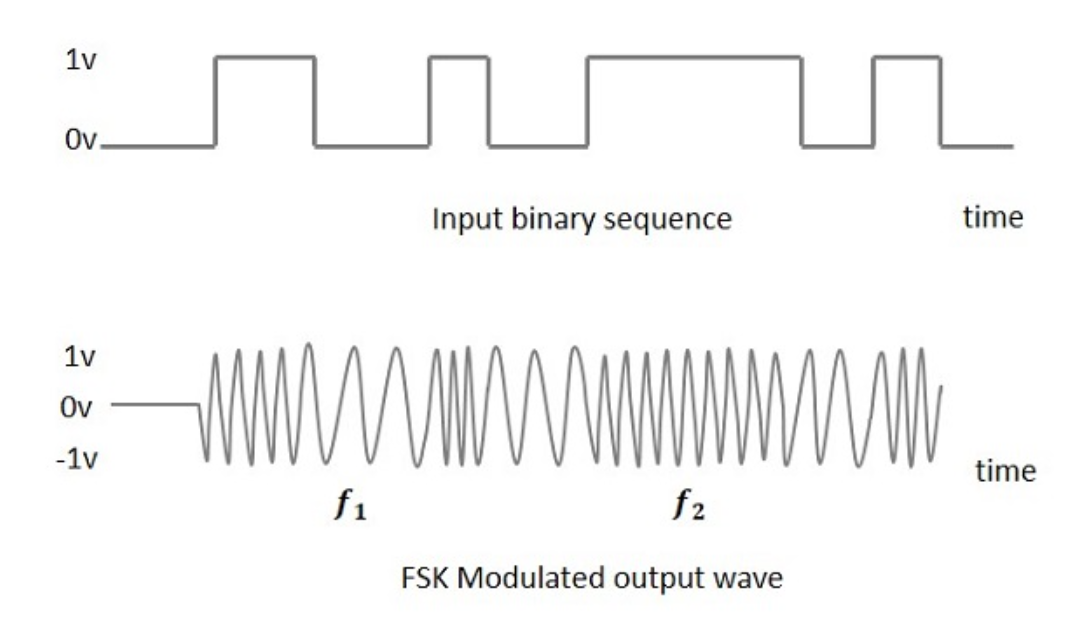 1v
0v
Input binary sequence time
1v
0v
-1v
time
f1 f2
FSK Modulated output wave